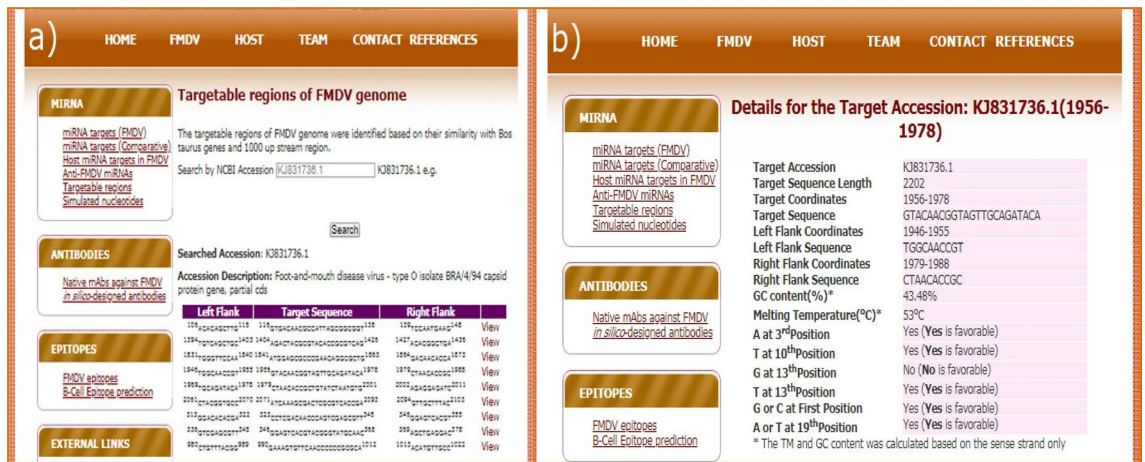 a)
HOME FMDV HOST TEAM CONTACT REFERENCES
MIRNA
miRNA targets (FMDV)
miRNA targets (Comparative)
Host miRNA targets in FMDV
Anti-FMDV miRNAs
Targetable regions
Simulated nucleotides
ANTIBODIES
Native mAbs against FMDV
in silico-designed antibodies
EPITOPES
FMDV epitopes
B-Cell Epitope prediction
EXTERNAL LINKS
Targetable regions of FMDV genome
The targetable regions of FMDV genome were identified based on their similarity with Bos
taurus genes and 1000 up stream region.
Search by NCBI Accession KJ831736.1 KJ831736.1 e.g.
Search
Searched Accession: KJ831736.1
Accession Description: Foot-and-mouth disease virus - type O isolate BRA/4/94 capsid
protein gene, partial cds
Left Flank Target Sequence Right Flank
View
View
View
1946TGGCAACCGT1955 1956GTACAACGGTAGTTGCAGATACA1978 1979CTAACACCGC1988 View
View
View
View
View
View
b)
HOME FMDV HOST TEAM CONTACT REFERENCES
MIRNA
miRNA targets (FMDV)
miRNA targets (Comparative)
Host miRNA targets in FMDV
Anti-FMDV miRNAs
Targetable regions
Simulated nucleotides
ANTIBODIES
Native mAbs against FMDV
in silico-designed antibodies
EPITOPES
FMDV epitopes
B-Cell Epitope prediction
Details for the Target Accession: KJ831736.1(1956-
1978)
Target Accession KJ831736.1
Target Sequence Length 2202
Target Coordinates 1956-1978
Target Sequence GTACAACGGTAGTTGCAGATACA
Left Flank Coordinates 1946-1955
Left Flank Sequence TGGCAACCGT
Right Flank Coordinates 1979-1988
Right Flank Sequence CTAACACCGC
GC content(%)* 43.48%
Melting Temperature(ºC)* 53ºC
A at 3rdPosition Yes (Yes is favorable)
T at 10thPosition Yes (Yes is favorable)
G at 13thPosition No (No is favorable)
T at 13thPosition Yes (Yes is favorable)
G or C at First Position Yes (Yes is favorable)
A or T at 19thPosition Yes (Yes is favorable)
* The TM and GC content was calculated based on the sense strand only